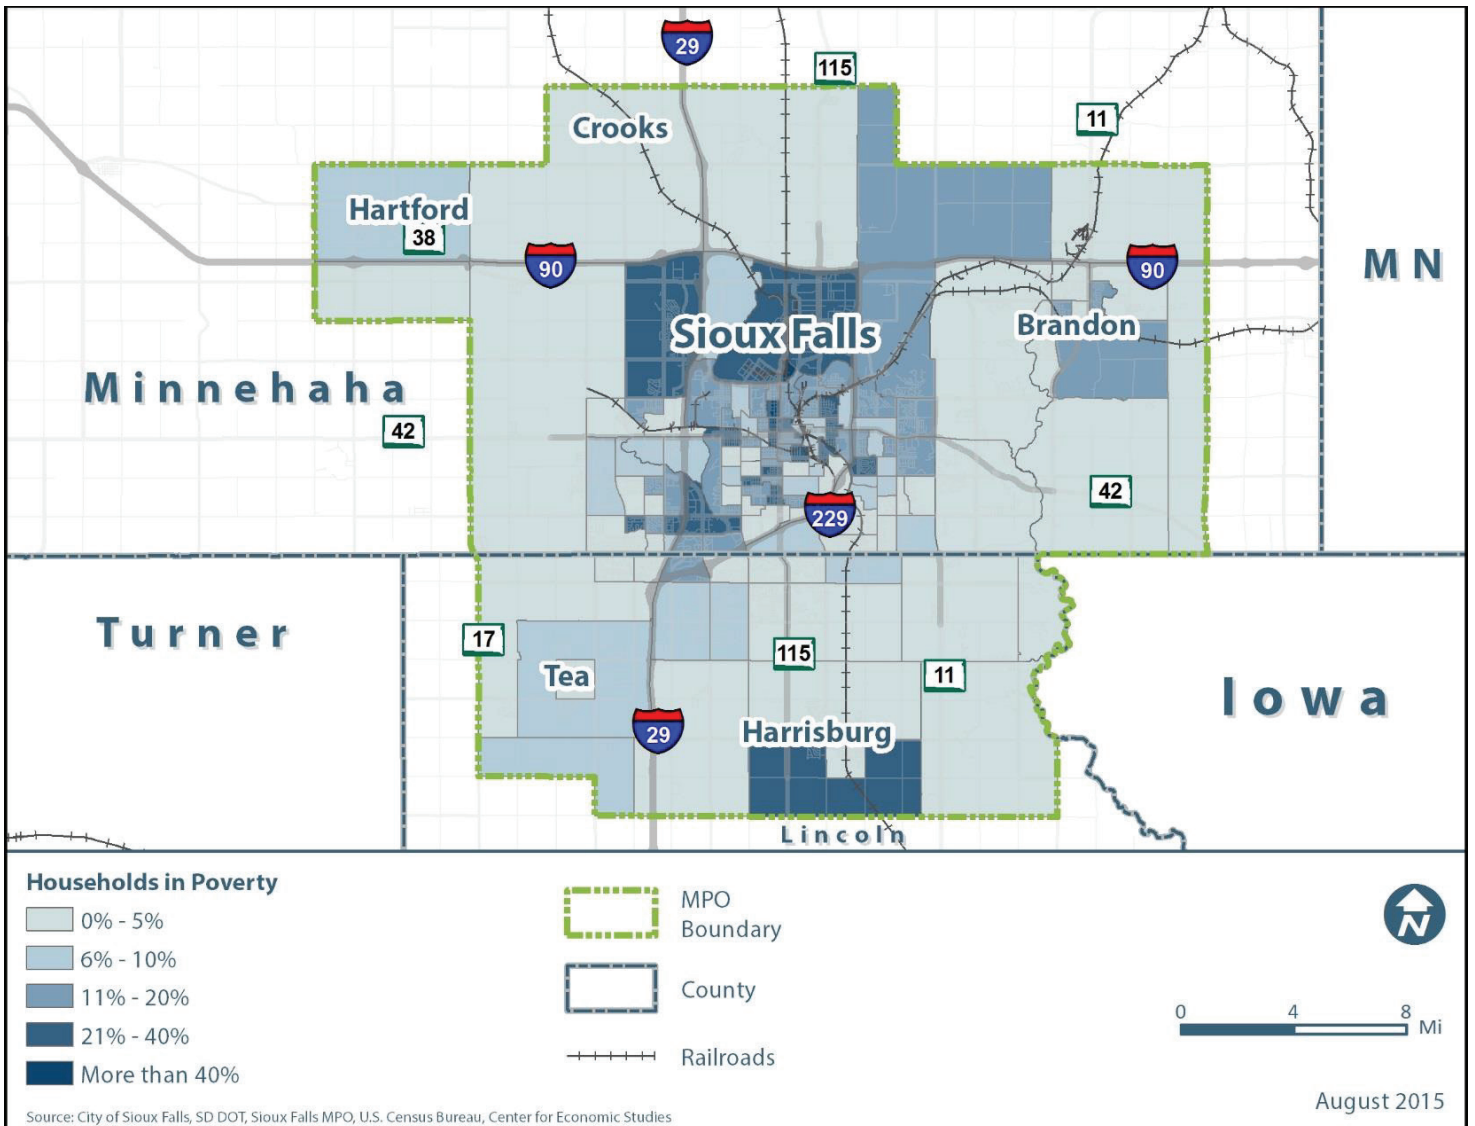 29
115
11
Crooks
Hartford
38
90
90
MN
Sioux Falls
Brandon
Minnehaha
42
42
229
Turner
17
115
Tea
11
Iowa
29
Harrisburg
Lincoln
Households in Poverty
0% - 5%
6% - 10%
11% - 20%
21% - 40%
More than 40%
MPO
Boundary
County
Railroads
N
0 4 8 Mi
August 2015
Source: City of Sioux Falls, SD DOT, Sioux Falls MPO, U.S. Census Bureau, Center for Economic Studies